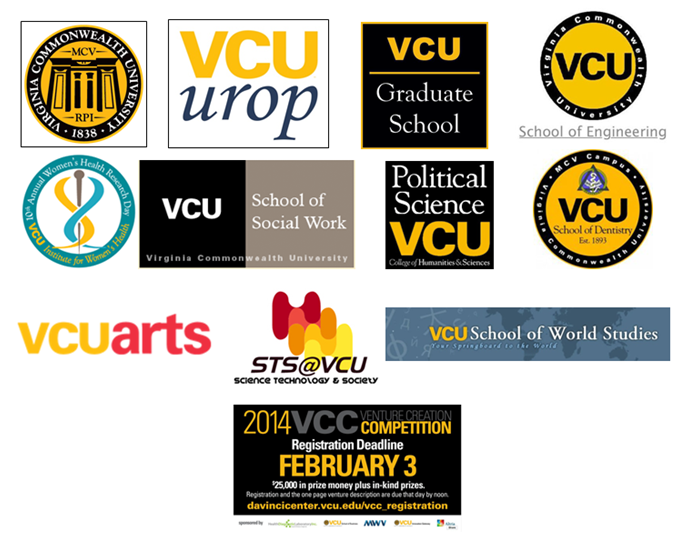 VIRGINIA COMMONWEALTH UNIVERSITY
MCV
RPI
· 1838 ·
VCU
urop
VCU
Graduate
School
Virginia Commonwealth
VCU
University
School of Engineering
10th Annual Women's Health Research Day
VCU Institute for Women's Health
VCU
School of
Social Work
Virginia Commonwealth University
Political
Science
VCU
College of Humanities & Sciences
• MCV Campus •
VCU
School of Dentistry
Est. 1893
Virginia Commonwealth University
vcuarts
STS@VCU
SCIENCE TECHNOLOGY & SOCIETY
VCU School of World Studies
Your Springboard to the World
2014 VCC VENTURE CREATION
COMPETITION
Registration Deadline
FEBRUARY 3
$25,000 in prize money plus in-kind prizes.
Registration and the one page venture description are due that day by noon.
davincicenter.vcu.edu/vcc_registration
sponsored by
VCU
MWV
VCU